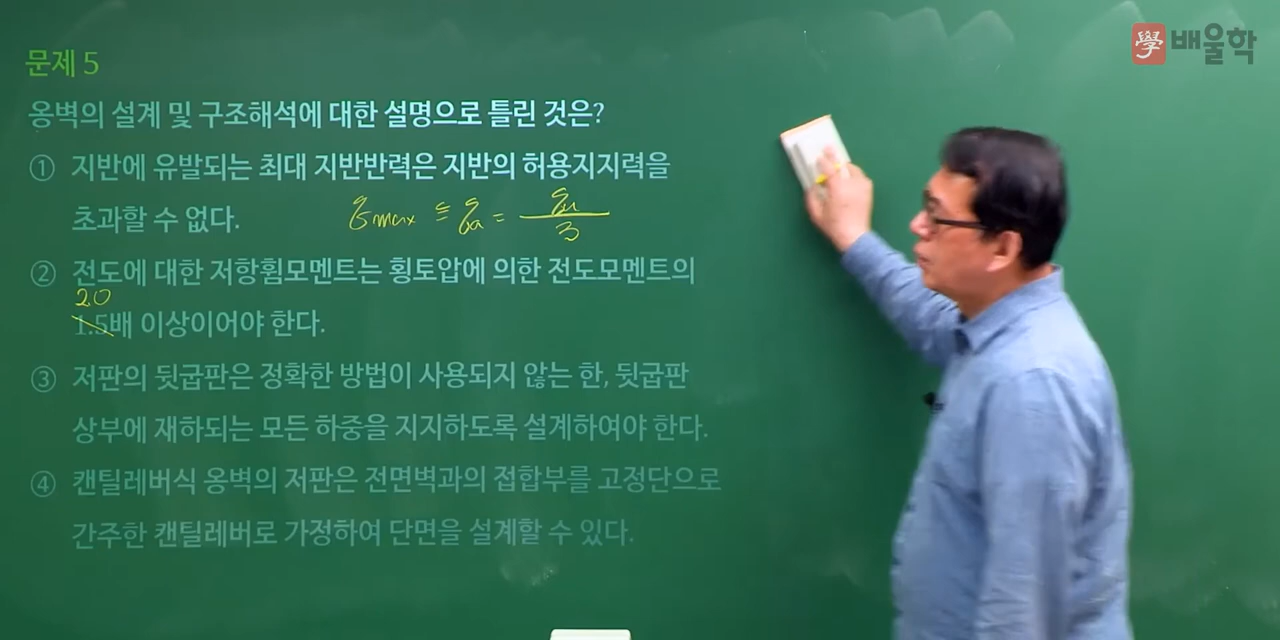 學 배울학
문제 5
옹벽의 설계 및 구조해석에 대한 설명으로 틀린 것은?
① 지반에 유발되는 최대 지반반력은 지반의 허용지지력을
초과할 수 없다.
qmax ≤ qa = qu/3
② 전도에 대한 저항휨모멘트는 횡토압에 의한 전도모멘트의
2.0
1.5배 이상이어야 한다.
③ 저판의 뒷굽판은 정확한 방법이 사용되지 않는 한, 뒷굽판
상부에 재하되는 모든 하중을 지지하도록 설계하여야 한다.
④ 캔틸레버식 옹벽의 저판은 전면벽과의 접합부를 고정단으로
간주한 캔틸레버로 가정하여 단면을 설계할 수 있다.